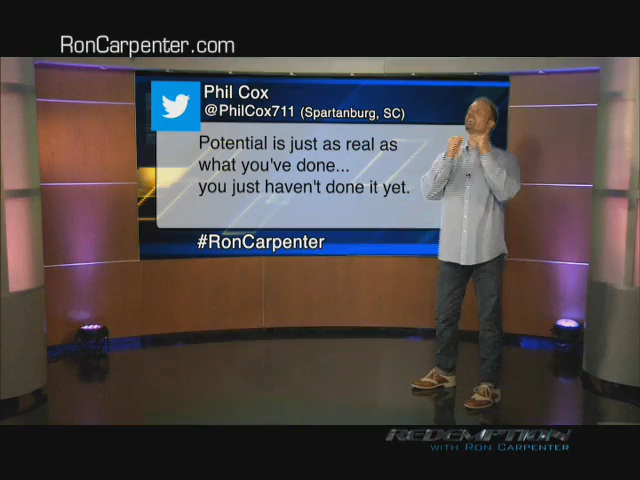 RonCarpenter.com
Phil Cox
@PhilCox711 (Spartanburg, SC)
Potential is just as real as
what you've done...
you just haven't done it yet.
#RonCarpenter
REDEMPTION
WITH RON CARPENTER